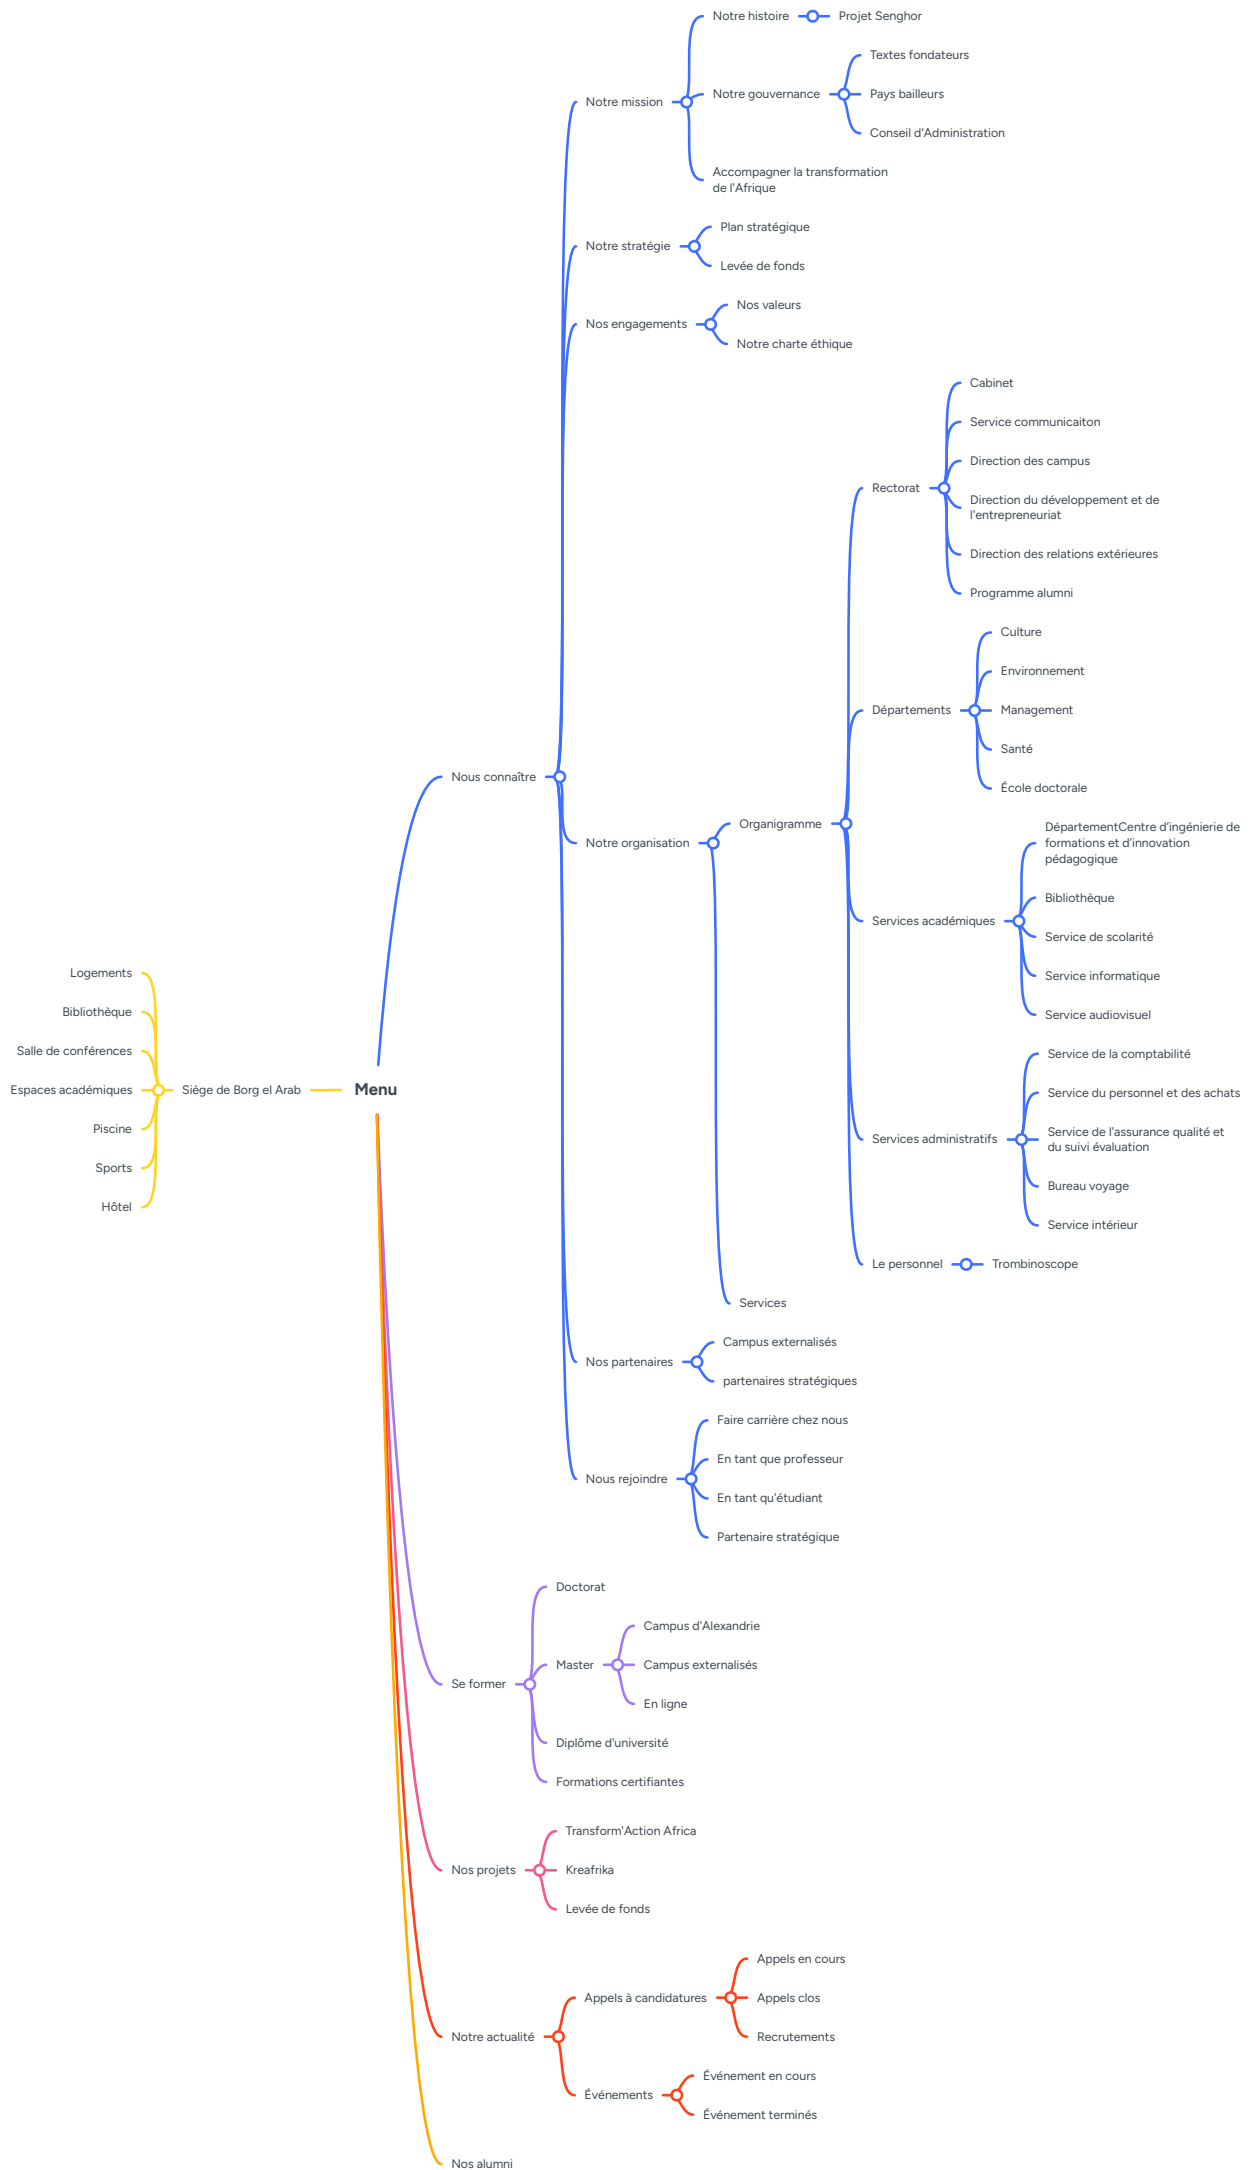 Notre histoire
Projet Senghor
Textes fondateurs
Notre mission
Notre gouvernance
Pays bailleurs
Conseil d'Administration
Accompagner la transformation
de l'Afrique
Plan stratégique
Notre stratégie
Levée de fonds
Nos valeurs
Nos engagements
Notre charte éthique
Cabinet
Service communicaiton
Direction des campus
Rectorat
Direction du développement et de
l'entrepreneuriat
Direction des relations extérieures
Programme alumni
Culture
Environnement
Départements
Management
Santé
École doctorale
Nous connaître
Organigramme
Notre organisation
DépartementCentre d’ingénierie de
formations et d’innovation
pédagogique
Bibliothèque
Services académiques
Service de scolarité
Service informatique
Service audiovisuel
Service de la comptabilité
Service du personnel et des achats
Services administratifs
Service de l'assurance qualité et
du suivi évaluation
Bureau voyage
Service intérieur
Le personnel
Trombinoscope
Services
Logements
Bibliothèque
Salle de conférences
Espaces académiques
Siège de Borg el Arab
Menu
Piscine
Sports
Hôtel
Campus externalisés
Nos partenaires
partenaires stratégiques
Faire carrière chez nous
En tant que professeur
Nous rejoindre
En tant qu'étudiant
Partenaire stratégique
Doctorat
Campus d'Alexandrie
Master
Campus externalisés
Se former
En ligne
Diplôme d'université
Formations certifiantes
Transform'Action Africa
Nos projets
Kreafrika
Levée de fonds
Appels en cours
Appels à candidatures
Appels clos
Notre actualité
Recrutements
Événement en cours
Événements
Événement terminés
Nos alumni